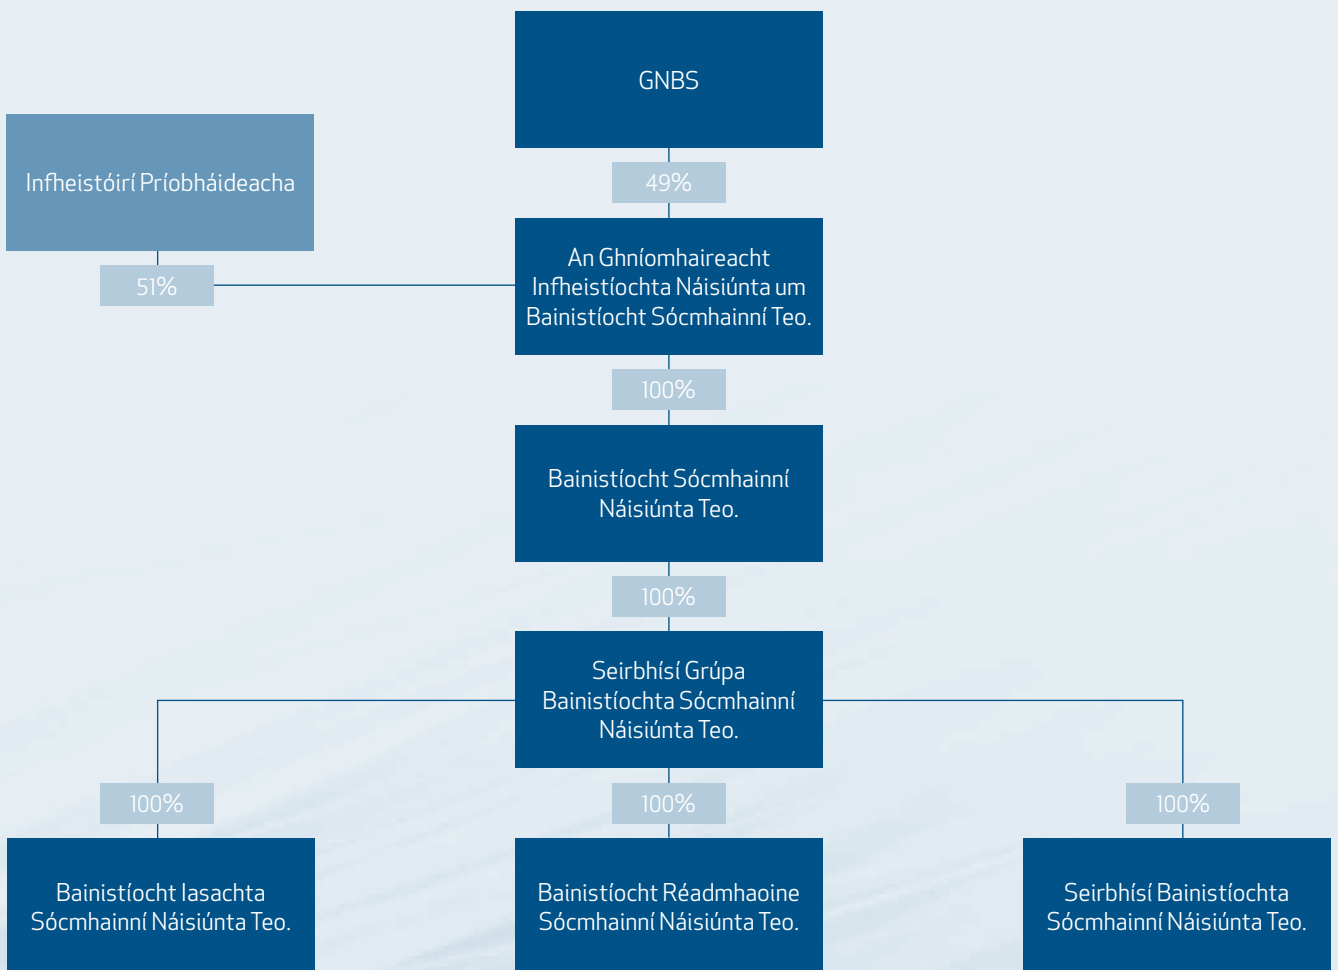 GNBS
Infheistóirí Príobháideacha
49%
An Ghníomhaireacht
Infheistíochta Náisiúnta um
Bainistíocht Sócmhainní Teo.
51%
100%
Bainistíocht Sócmhainní
Náisiúnta Teo.
100%
Seirbhísí Grúpa
Bainistíochta Sócmhainní
Náisiúnta Teo.
100%
100%
100%
Bainistíocht Iasachta
Sócmhainní Náisiúnta Teo.
Bainistíocht Réadmhaoine
Sócmhainní Náisiúnta Teo.
Seirbhísí Bainistíochta
Sócmhainní Náisiúnta Teo.